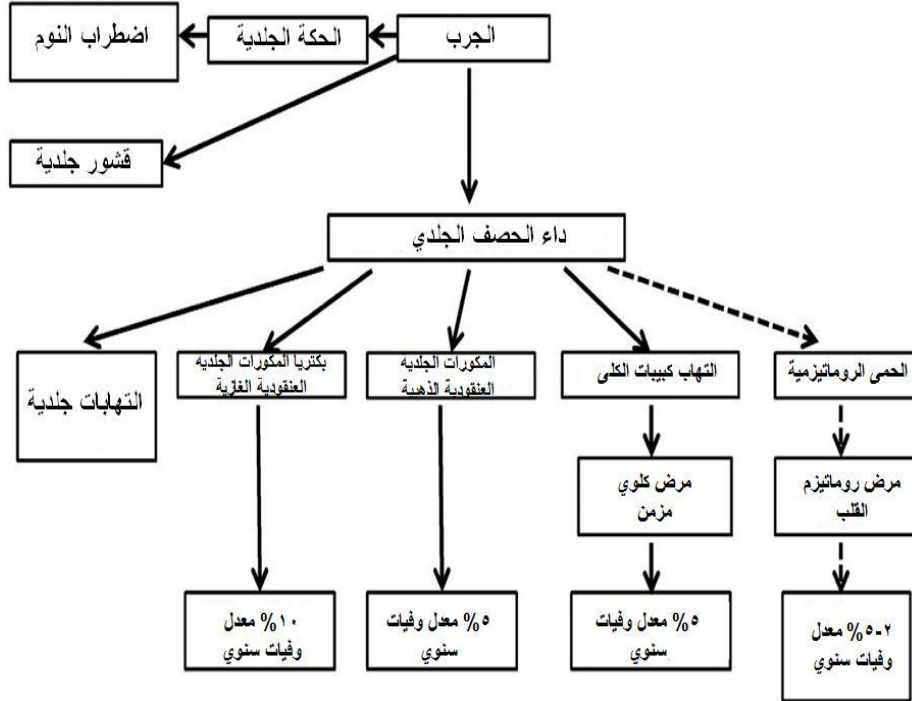 الجرب
الحكة الجلدية
اضطراب النوم
قشور جلدية
داء الحصف الجلدي
الحمى الروماتيزمية
التهاب كبيبات الكلى
المكورات الجلديه
العنقودية الذهبية
بكتريا المكورات الجلديه
العنقودية الغازية
التهابات جلدية
مرض روماتيزم
القلب
مرض كلوي
مزمن
٢-٥% معدل
وفيات سنوي
٥% معدل وفيات
سنوي
٥% معدل وفيات
سنوي
١٠% معدل
وفيات سنوي